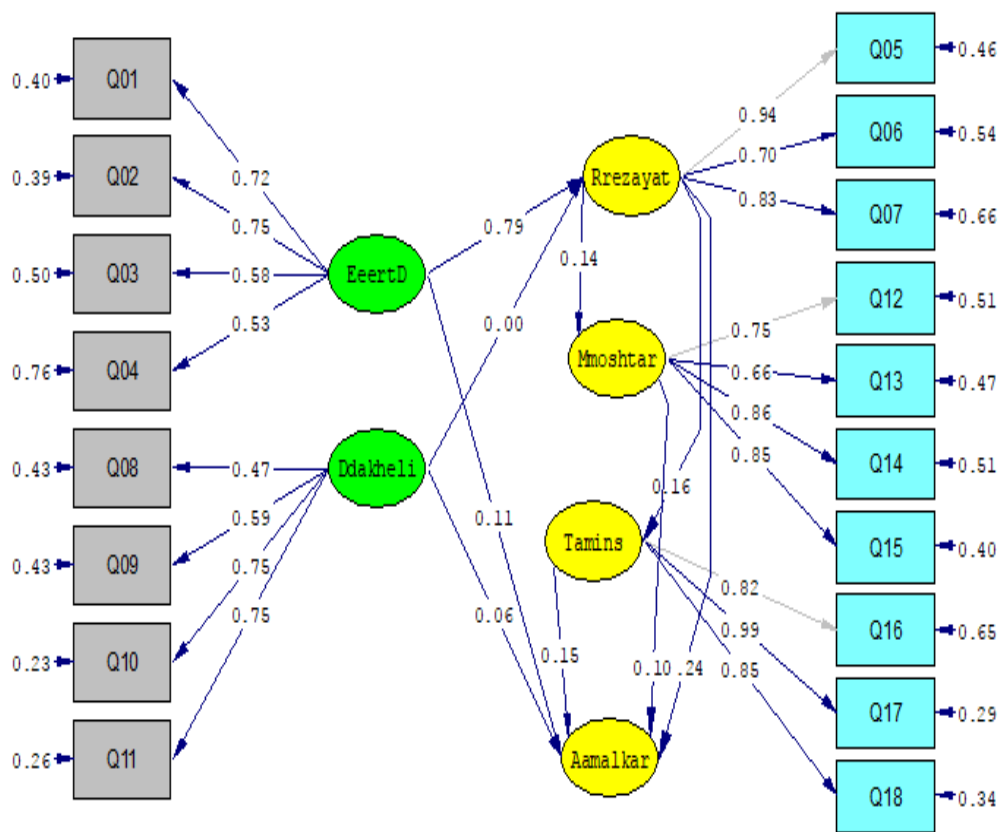 0.40
Q01
0.39
Q02
0.50
Q03
0.76
Q04
0.43
Q08
0.43
Q09
0.23
Q10
0.26
Q11
0.72
0.75
0.58
0.53
0.47
0.59
0.75
0.75
EeertD
Ddakheli
0.79
0.00
0.11
0.06
Rrezayat
0.14
Mmoshtar
Tamins
0.15
Aamalkar
0.16
0.10
.24
0.94
0.70
0.83
0.75
0.66
0.86
0.85
0.82
0.99
0.85
Q05
0.46
Q06
0.54
Q07
0.66
Q12
0.51
Q13
0.47
Q14
0.51
Q15
0.40
Q16
0.65
Q17
0.29
Q18
0.34